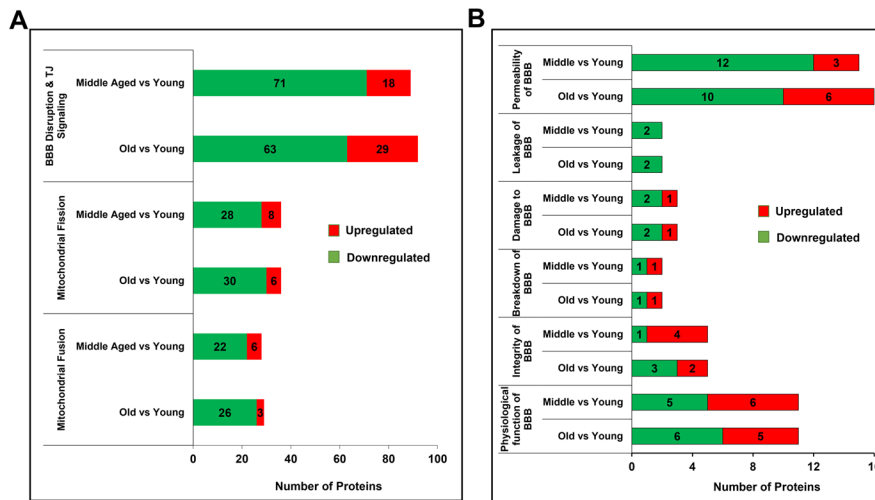 A
BBB Disruption & TJ
Signaling
Middle Aged vs Young
71
18
Old vs Young
63
29
Mitochondrial Fission
Middle Aged vs Young
28
8
Old vs Young
30
6
Mitochondrial Fusion
Middle Aged vs Young
22
6
Old vs Young
26
3
Upregulated
Downregulated
0
20
40
60
80
100
Number of Proteins
B
Permeability
of BBB
Middle vs Young
12
3
Old vs Young
10
6
Leakage of
BBB
Middle vs Young
2
Old vs Young
2
Damage to
BBB
Middle vs Young
2
1
Old vs Young
2
1
Breakdown of
BBB
Middle vs Young
1
1
Old vs Young
1
1
Integrity of
BBB
Middle vs Young
1
4
Old vs Young
3
2
Physiological
function of
BBB
Middle vs Young
5
6
Old vs Young
6
5
Upregulated
Downregulated
0
4
8
12
16
Number of Proteins